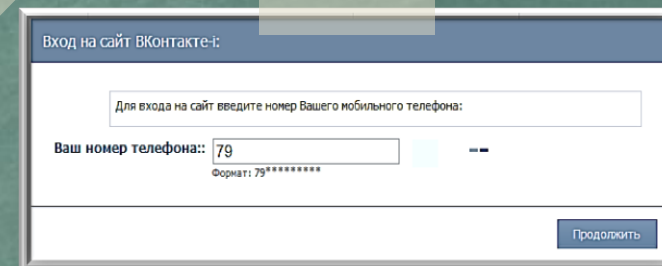 Вход на сайт ВКонтакте-i:
Для входа на сайт введите номер Вашего мобильного телефона:
Ваш номер телефона:: 79
Формат: 79*********
Продолжить